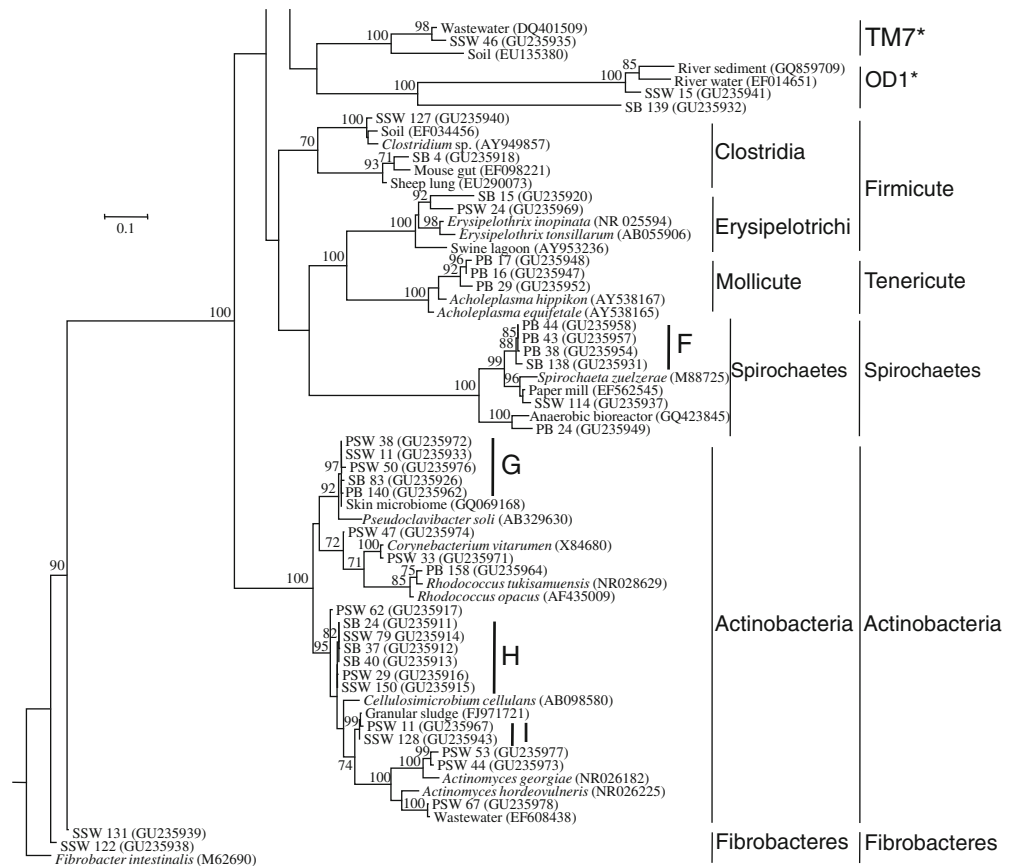 98
Wastewater (DQ401509)
100
SSW 46 (GU235935)
Soil (EU135380)
TM7*
85
River sediment (GQ859709)
100
River water (EF014651)
100
SSW 15 (GU235941)
SB 139 (GU235932)
OD1*
100
SSW 127 (GU235940)
Soil (EF034456)
70
Clostridium sp. (AY949857)
71
SB 4 (GU235918)
93
Mouse gut (EF098221)
Sheep lung (EU290073)
Clostridia
Firmicute
92
SB 15 (GU235920)
PSW 24 (GU235969)
100
98
Erysipelothrix inopinata (NR 025594)
Erysipelothrix tonsillarum (AB055906)
Swine lagoon (AY953236)
Erysipelotrichi
0.1
100
96
PB 17 (GU235948)
92
PB 16 (GU235947)
PB 29 (GU235952)
100
Acholeplasma hippikon (AY538167)
Acholeplasma equifetale (AY538165)
Mollicute
Tenericute
100
PB 44 (GU235958)
85
PB 43 (GU235957)
88
PB 38 (GU235954)
F
99
SB 138 (GU235931)
96
Spirochaeta zuelzerae (M88725)
Paper mill (EF562545)
100
SSW 114 (GU235937)
100
Anaerobic bioreactor (GQ423845)
PB 24 (GU235949)
Spirochaetes
Spirochaetes
PSW 38 (GU235972)
SSW 11 (GU235933)
97
PSW 50 (GU235976)
G
SB 83 (GU235926)
92
PB 140 (GU235962)
Skin microbiome (GQ069168)
Pseudoclavibacter soli (AB329630)
PSW 47 (GU235974)
72
100
Corynebacterium vitarumen (X84680)
PSW 33 (GU235971)
71
75
PB 158 (GU235964)
90
100
85
Rhodococcus tukisamuensis (NR028629)
Rhodococcus opacus (AF435009)
PSW 62 (GU235917)
SB 24 (GU235911)
82
SSW 79 (GU235914)
95
SB 37 (GU235912)
H
SB 40 (GU235913)
PSW 29 (GU235916)
SSW 150 (GU235915)
Actinobacteria
Actinobacteria
Cellulosimicrobium cellulans (AB098580)
Granular sludge (FJ971721)
99
PSW 11 (GU235967)
I
SSW 128 (GU235943)
74
99
PSW 53 (GU235977)
100
PSW 44 (GU235973)
100
Actinomyces georgiae (NR026182)
Actinomyces hordeovulneris (NR026225)
100
PSW 67 (GU235978)
Wastewater (EF608438)
SSW 131 (GU235939)
SSW 122 (GU235938)
Fibrobacter intestinalis (M62690)
Fibrobacteres
Fibrobacteres